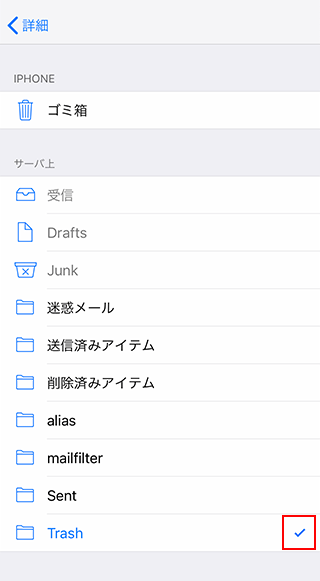 詳細
IPHONE
ゴミ箱
サーバ上
受信
Drafts
Junk
迷惑メール
送信済みアイテム
削除済みアイテム
alias
mailfilter
Sent
Trash